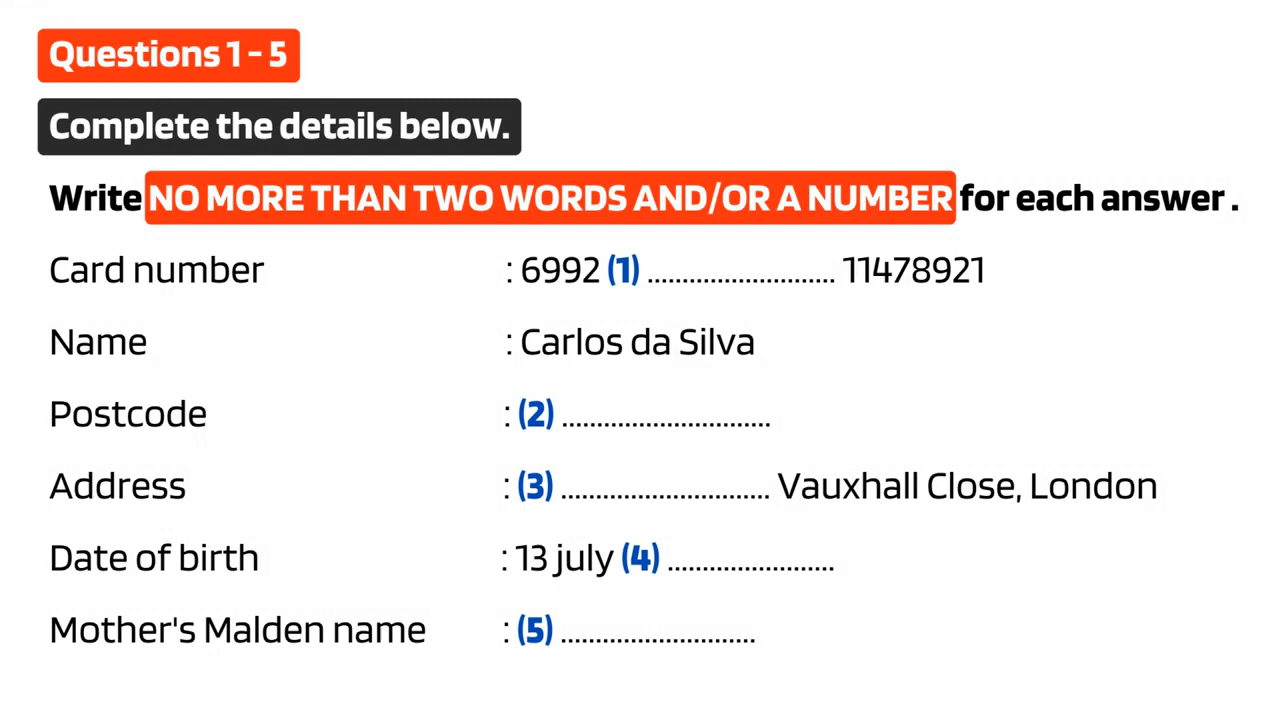 Questions 1 - 5
Complete the details below.
Write NO MORE THAN TWO WORDS AND/OR A NUMBER for each answer .
Card number : 6992 (1) ........................... 11478921
Name : Carlos da Silva
Postcode : (2) ..............................
Address : (3) .............................. Vauxhall Close, London
Date of birth : 13 july (4) ........................
Mother's Malden name : (5) ............................